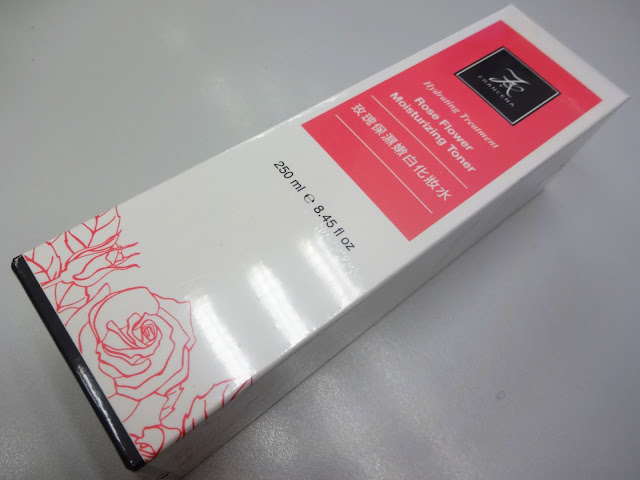 FRANCENA
Hydrating Treatment
Rose Flower
Moisturizing Toner
玫瑰保濕嫩白化妝水
250 ml ℮ 8.45 fl oz